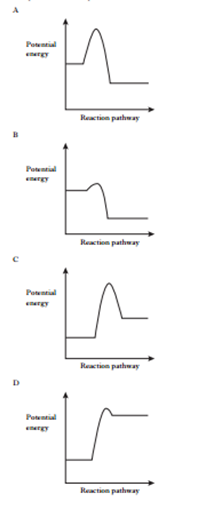 A
Potential
energy
Reaction pathway
B
Potential
energy
Reaction pathway
C
Potential
energy
Reaction pathway
D
Potential
energy
Reaction pathway